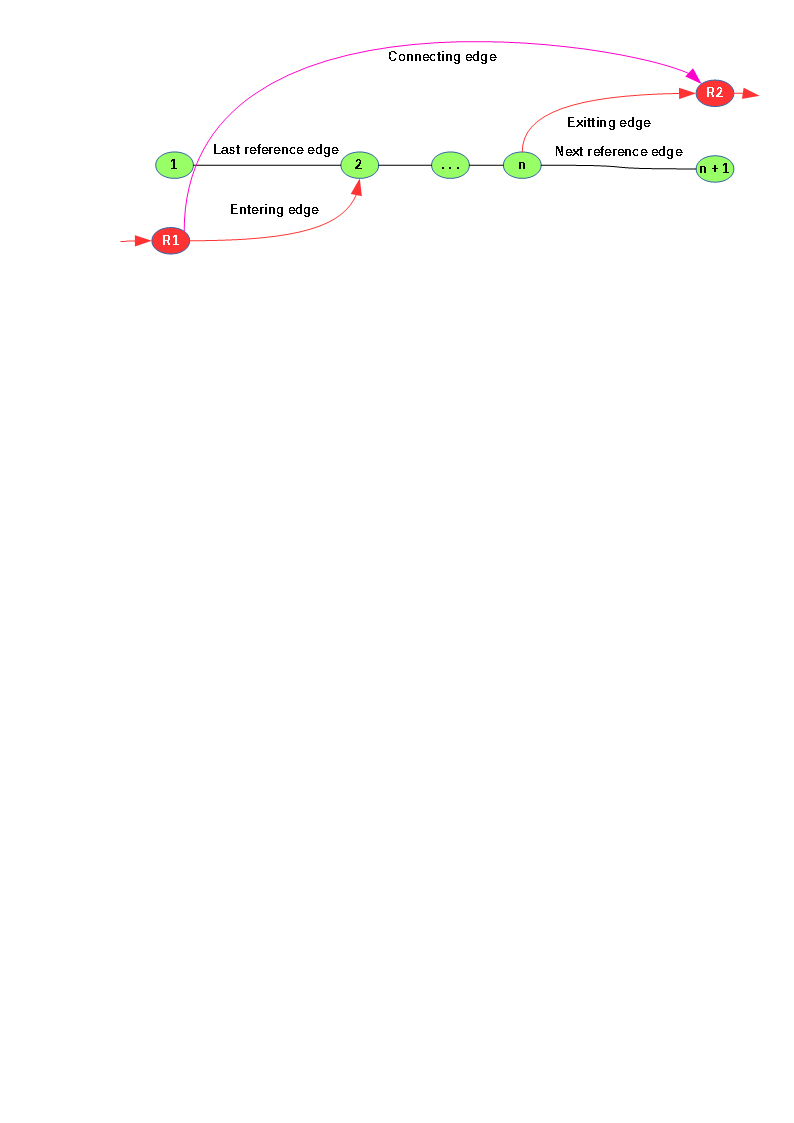 Connecting edge
R2
Exitting edge
Last reference edge
Next reference edge
1
2
...
n
n + 1
Entering edge
R1